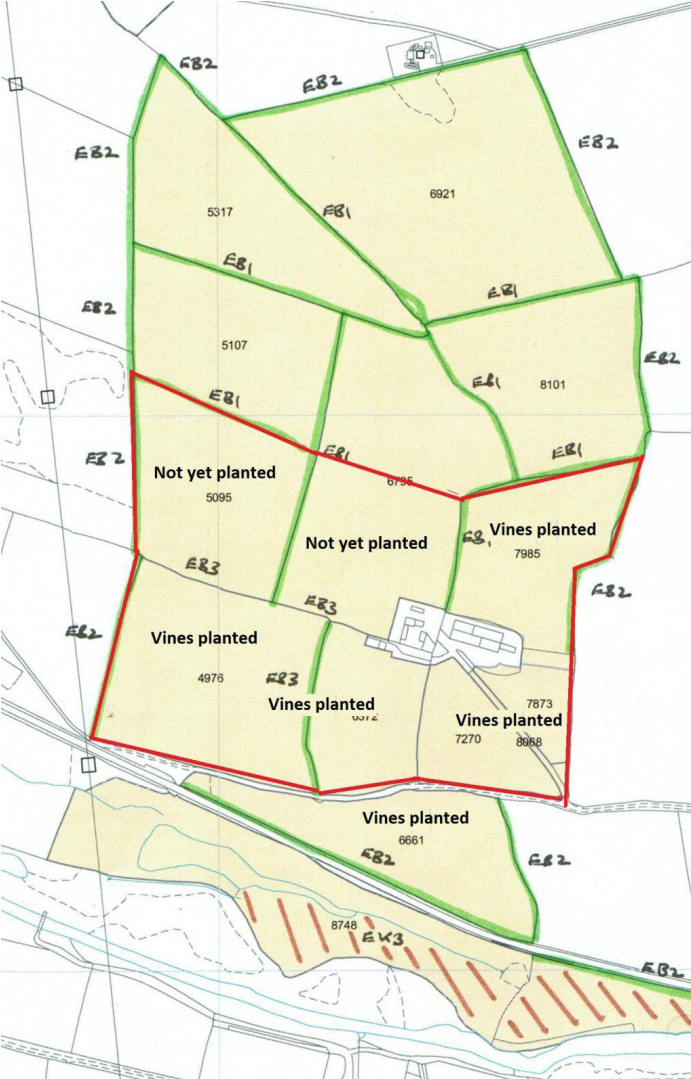 EB2
EB2
EB2
EB2
6921
5317
EB1
EB1
EB1
EB2
5107
EB2
EB1
8101
EB1
EB1
EB1
EB2
Not yet planted
5095
6795
Vines planted
7985
EB1
Not yet planted
EB3
EB2
EB3
EB2
Vines planted
4976
EB3
Vines planted
6372
7873
Vines planted
7270
8068
Vines planted
6661
EB2
EB2
8748
EK3
EB2